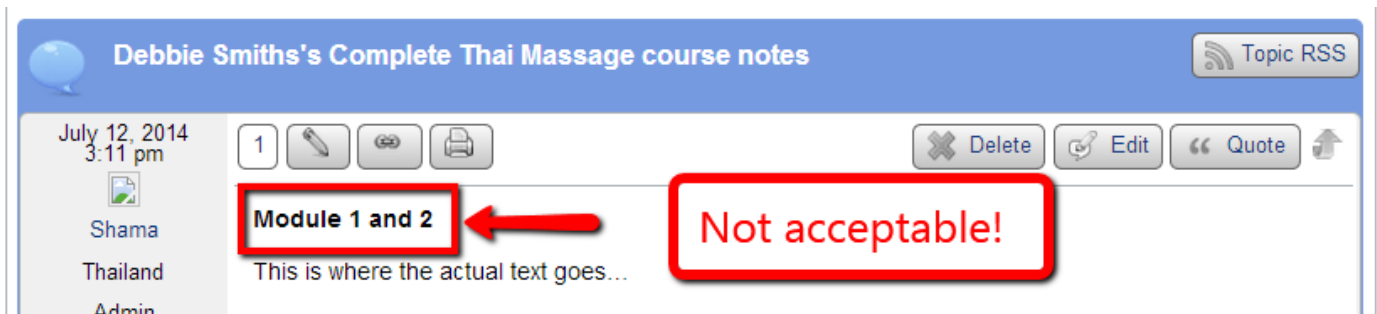 Debbie Smiths's Complete Thai Massage course notes
Topic RSS
July 12, 2014
3:11 pm
1
Delete
Edit
Quote
Shama
Thailand
Admin
Module 1 and 2
Not acceptable!
This is where the actual text goes...